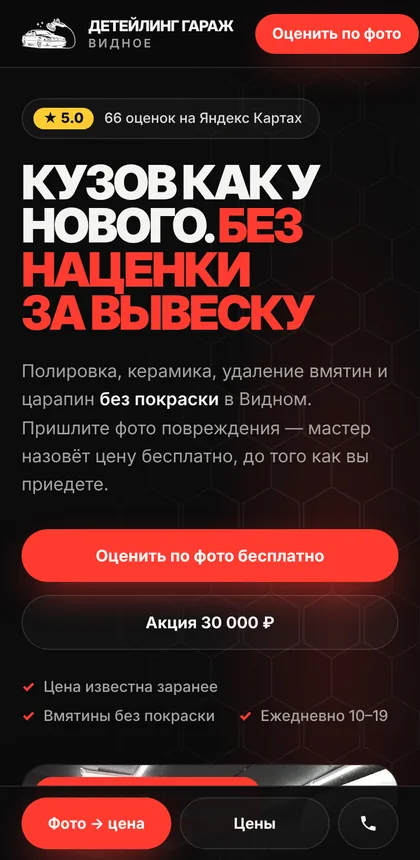 ДЕТЕЙЛИНГ ГАРАЖ
ВИДНОЕ
Оценить по фото
★ 5.0 66 оценок на Яндекс Картах
КУЗОВ КАК У
НОВОГО. БЕЗ
НАЦЕНКИ
ЗА ВЫВЕСКУ
Полировка, керамика, удаление вмятин и
царапин без покраски в Видном.
Пришлите фото повреждения — мастер
назовёт цену бесплатно, до того как вы
приедете.
Оценить по фото бесплатно
Акция 30 000 ₽
✓ Цена известна заранее
✓ Вмятины без покраски ✓ Ежедневно 10–19
Фото → цена
Цены